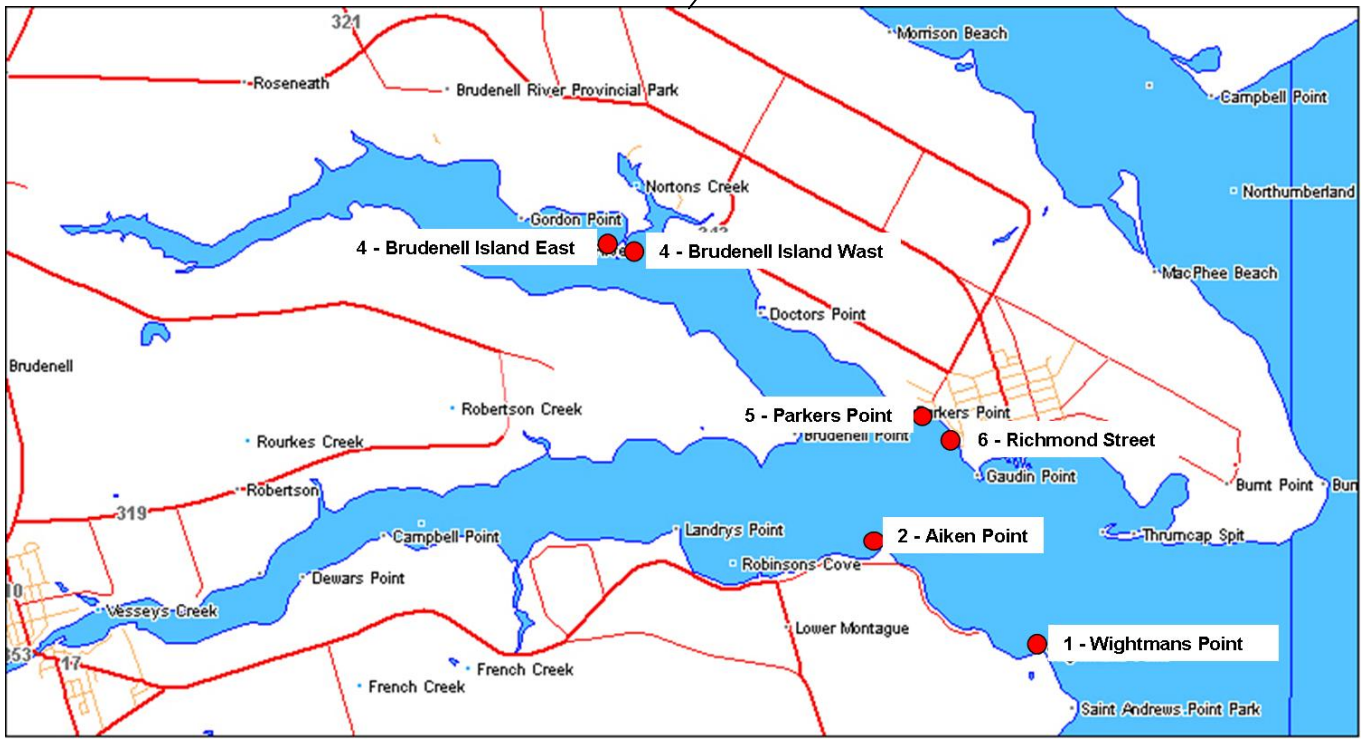 321
Morrison Beach
Roseneath
Brudenell River Provincial Park
Campbell Point
Nortons Creek
Northumberland
Gordon Point
4 - Brudenell Island East
4 - Brudenell Island Wast
MacPhee Beach
Doctors Point
Brudenell
Robertson Creek
5 - Parkers Point
Parkers Point
Rourkes Creek
Brudenell Point
6 - Richmond Street
Gaudin Point
Burnt Point
Robertson
319
Campbell Point
Landrys Point
2 - Aiken Point
Thrumcap Spit
Robinsons Cove
Dewars Point
10
Vesseys Creek
Lower Montague
1 - Wightmans Point
353
17
French Creek
French Creek
Saint Andrews Point Park